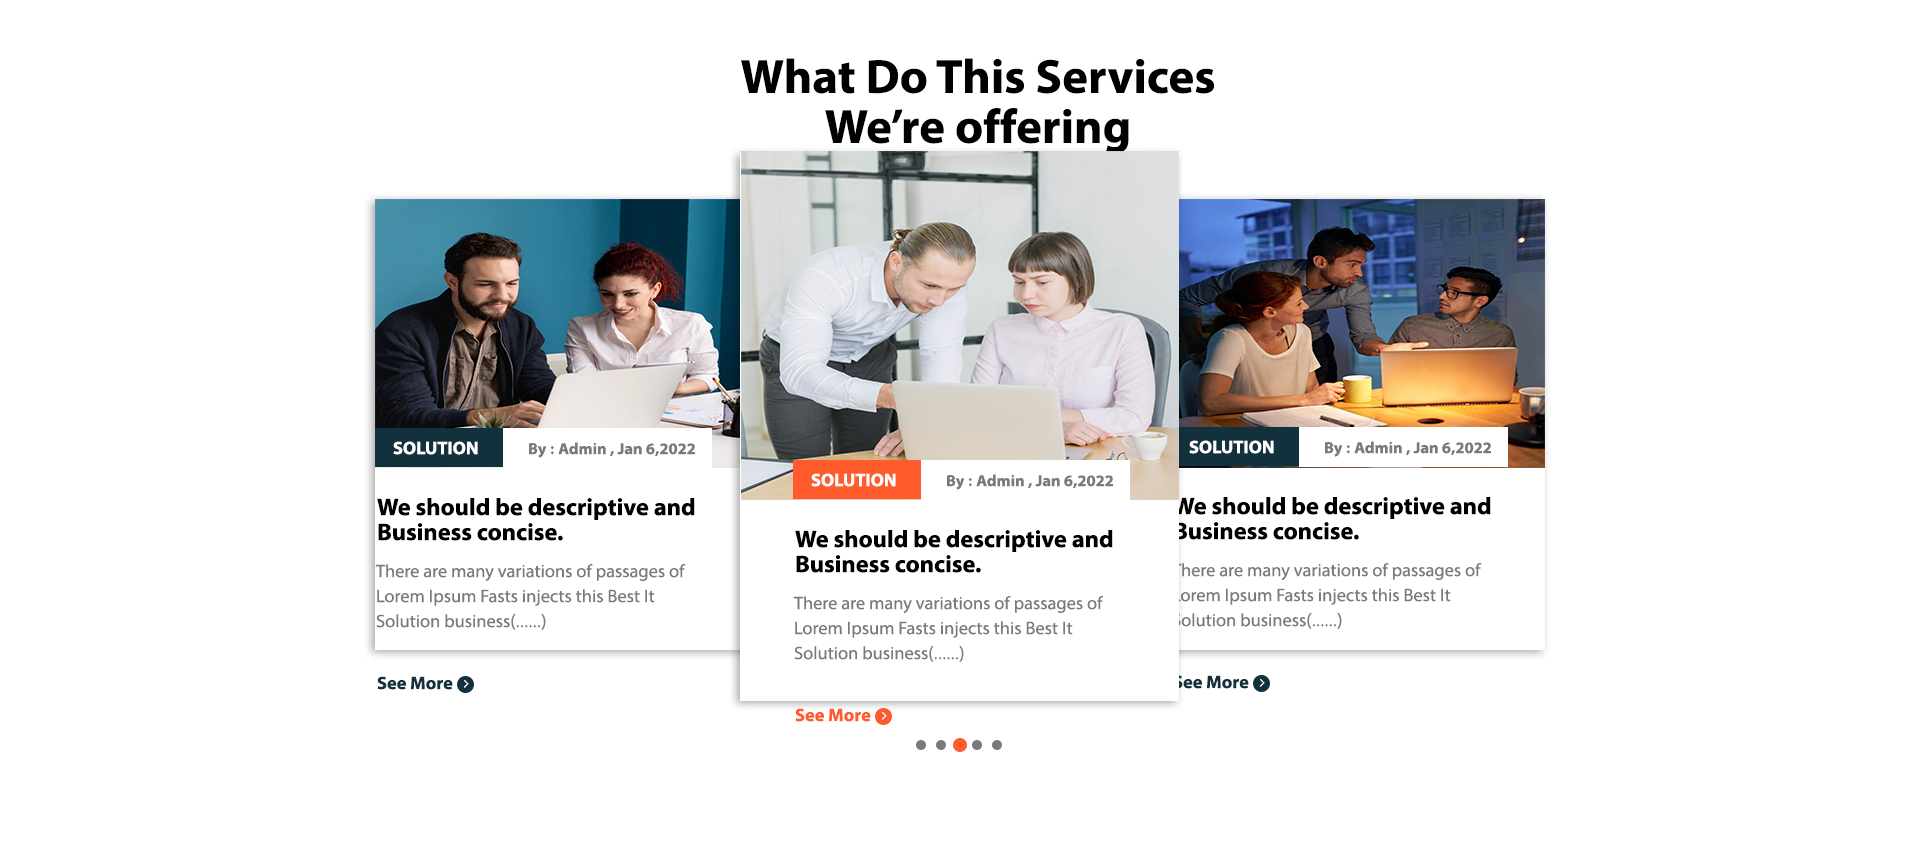 What Do This Services
We’re offering
SOLUTION
By : Admin , Jan 6,2022
We should be descriptive and
Business concise.
There are many variations of passages of
Lorem Ipsum Fasts injects this Best It
Solution business(......)
See More
SOLUTION
By : Admin , Jan 6,2022
We should be descriptive and
Business concise.
There are many variations of passages of
Lorem Ipsum Fasts injects this Best It
Solution business(......)
See More
SOLUTION
By : Admin , Jan 6,2022
We should be descriptive and
Business concise.
There are many variations of passages of
Lorem Ipsum Fasts injects this Best It
Solution business(......)
See More